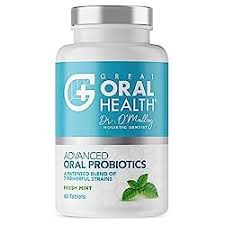 GREAT
ORAL
HEALTH®
Dr. O'Malley
HOLISTIC DENTIST
ADVANCED
ORAL PROBIOTICS
A PATENTED BLEND OF
7 POWERFUL STRAINS
FRESH MINT
60 Tablets